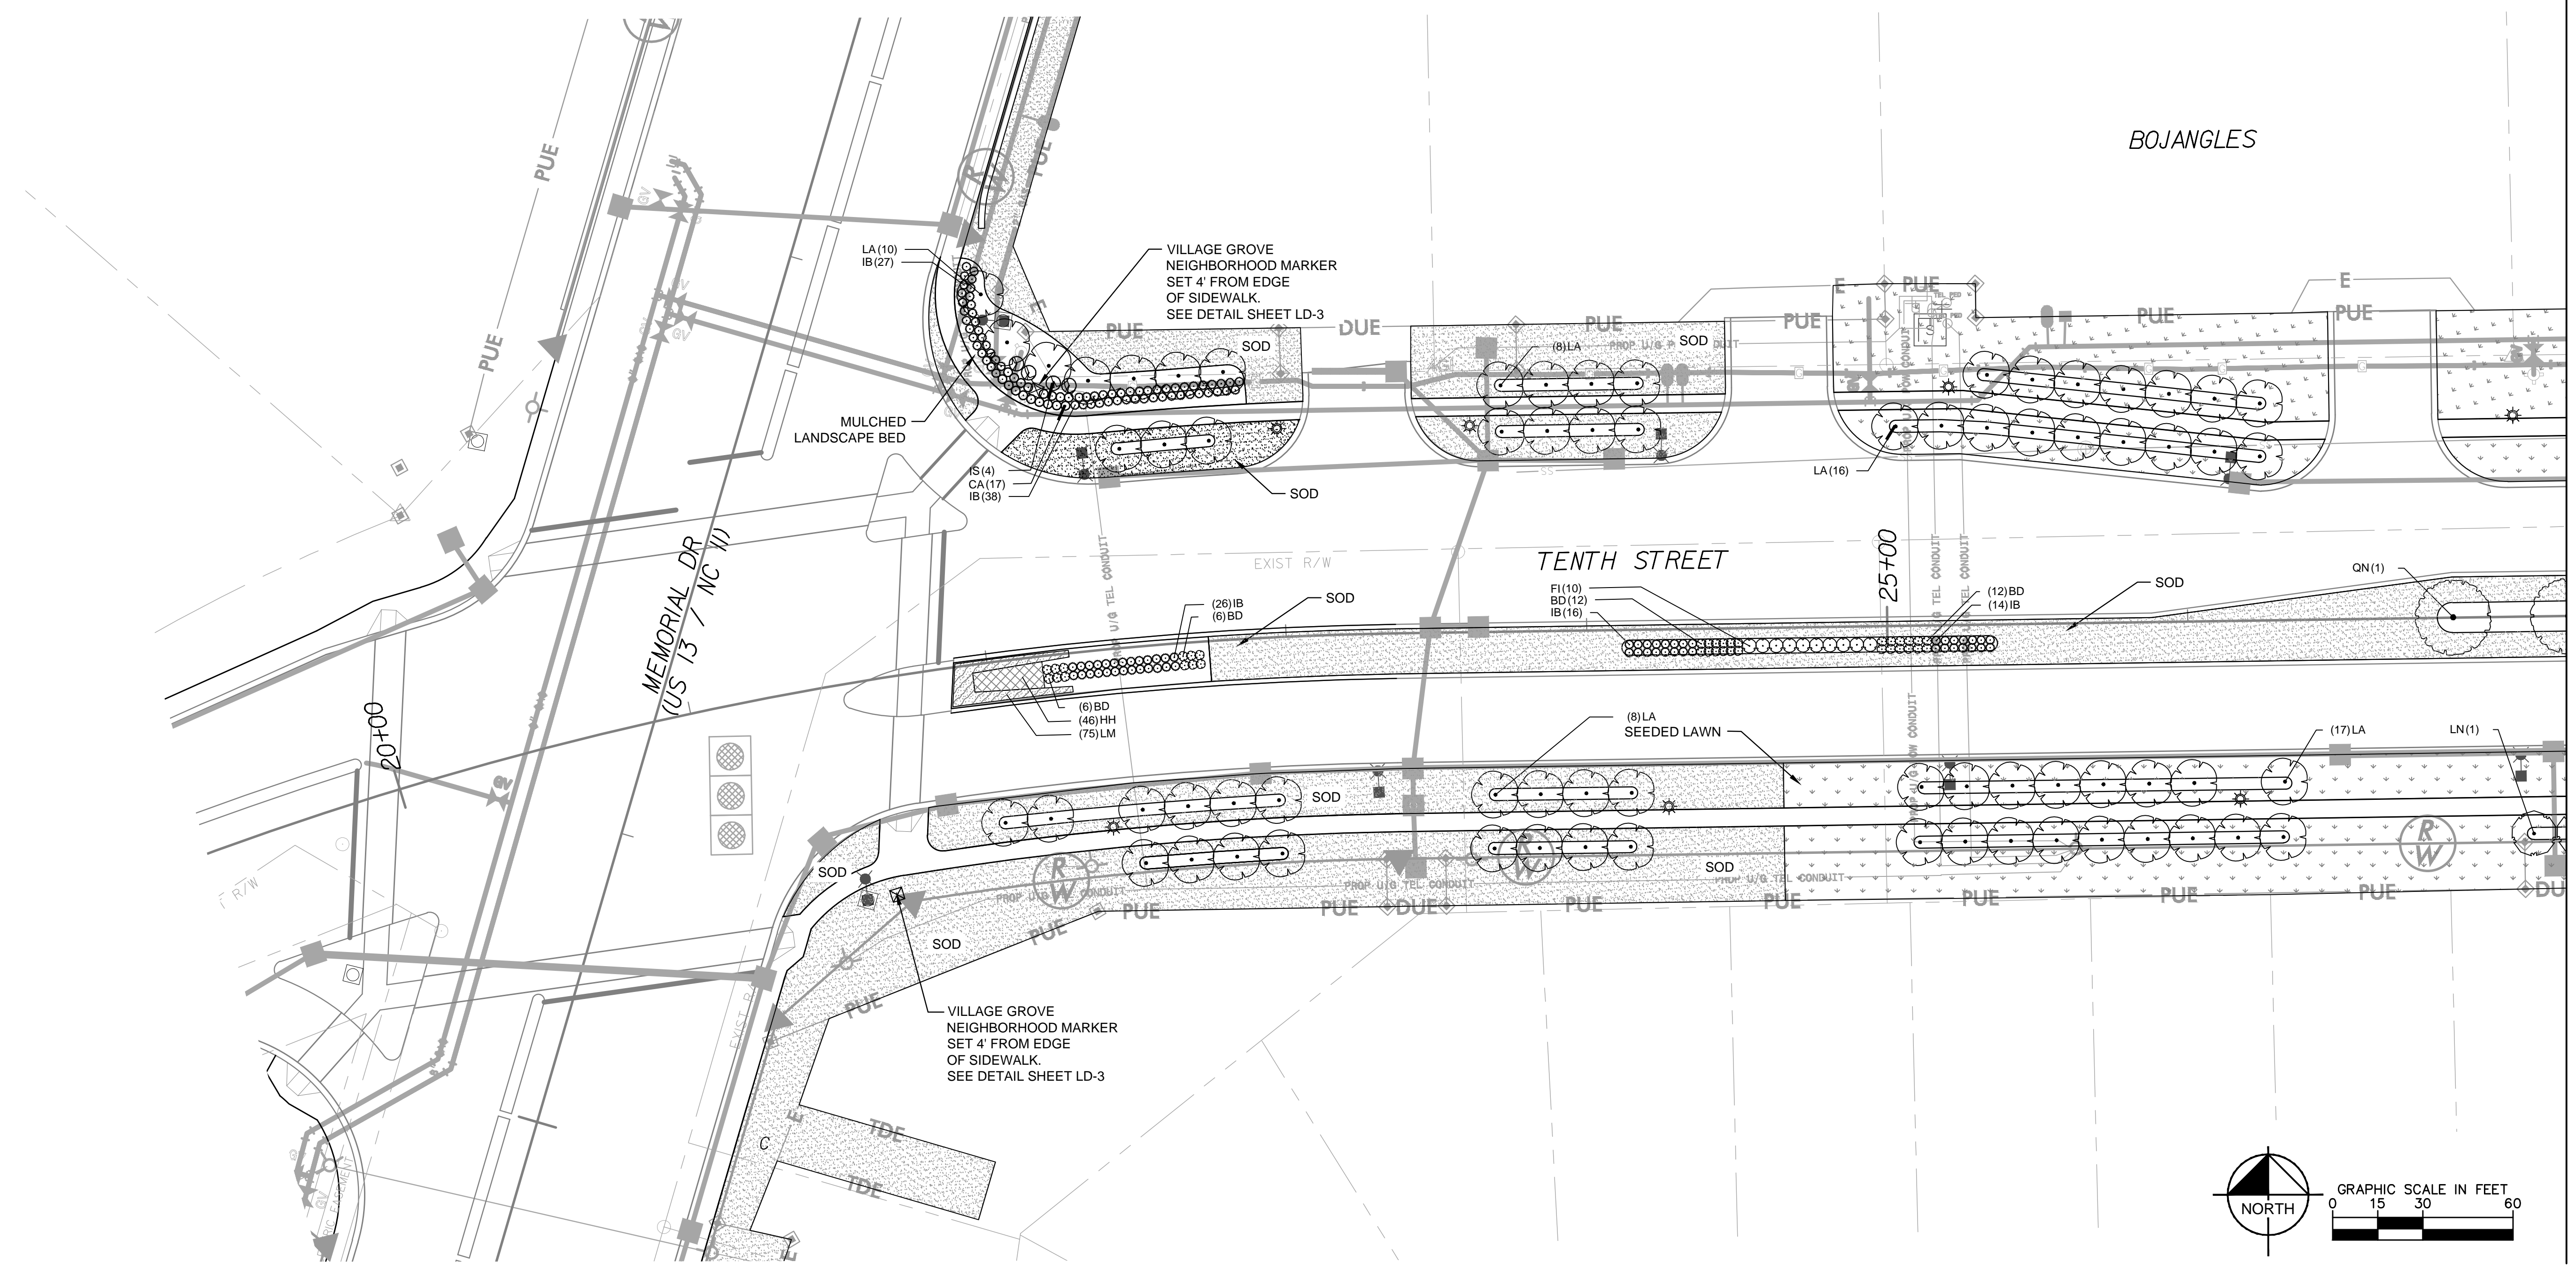 BOJANGLES
PUE
PUE
VILLAGE GROVE
NEIGHBORHOOD MARKER
SET 4' FROM EDGE
OF SIDEWALK.
SEE DETAIL SHEET LD-3
LA(10)
IB(27)
R/W
E
PUE
DUE
PUE
PUE
E
PUE
PUE
E
PUE
SOD
(8)LA
SOD
MULCHED
LANDSCAPE BED
IS(4)
CA(17)
IB(38)
SOD
LA(16)
MEMORIAL DR
(US 13 / NC 11)
EXIST R/W
TENTH STREET
25+00
QN(1)
PROP U/G TEL CONDUIT
(26)IB
(6)BD
SOD
FI(10)
BD(12)
IB(16)
(12)BD
(14)IB
SOD
20+00
(6)BD
(46)HH
(75)LM
(8)LA
SEEDED LAWN
(17)LA
LN(1)
SOD
SOD
SOD
R/W
R/W
R/W
PROP U/G TEL CONDUIT
SOD
PUE
PUE
PUE
DUE
PUE
PUE
PUE
PUE
PUE
PUE
VILLAGE GROVE
NEIGHBORHOOD MARKER
SET 4' FROM EDGE
OF SIDEWALK.
SEE DETAIL SHEET LD-3
E
TDE
C
TDE
E
NORTH
GRAPHIC SCALE IN FEET
0 15 30 60